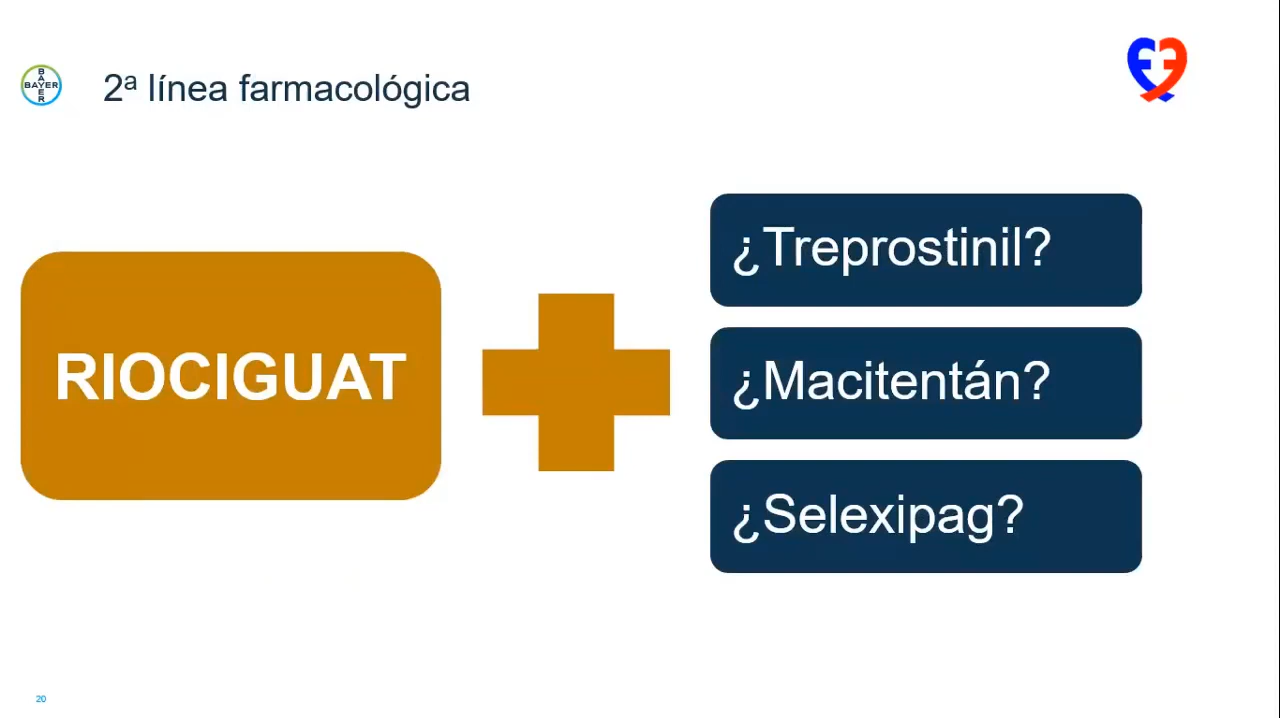 BAYER
2ª línea farmacológica
RIOCIGUAT
¿Treprostinil?
¿Macitentán?
¿Selexipag?
20